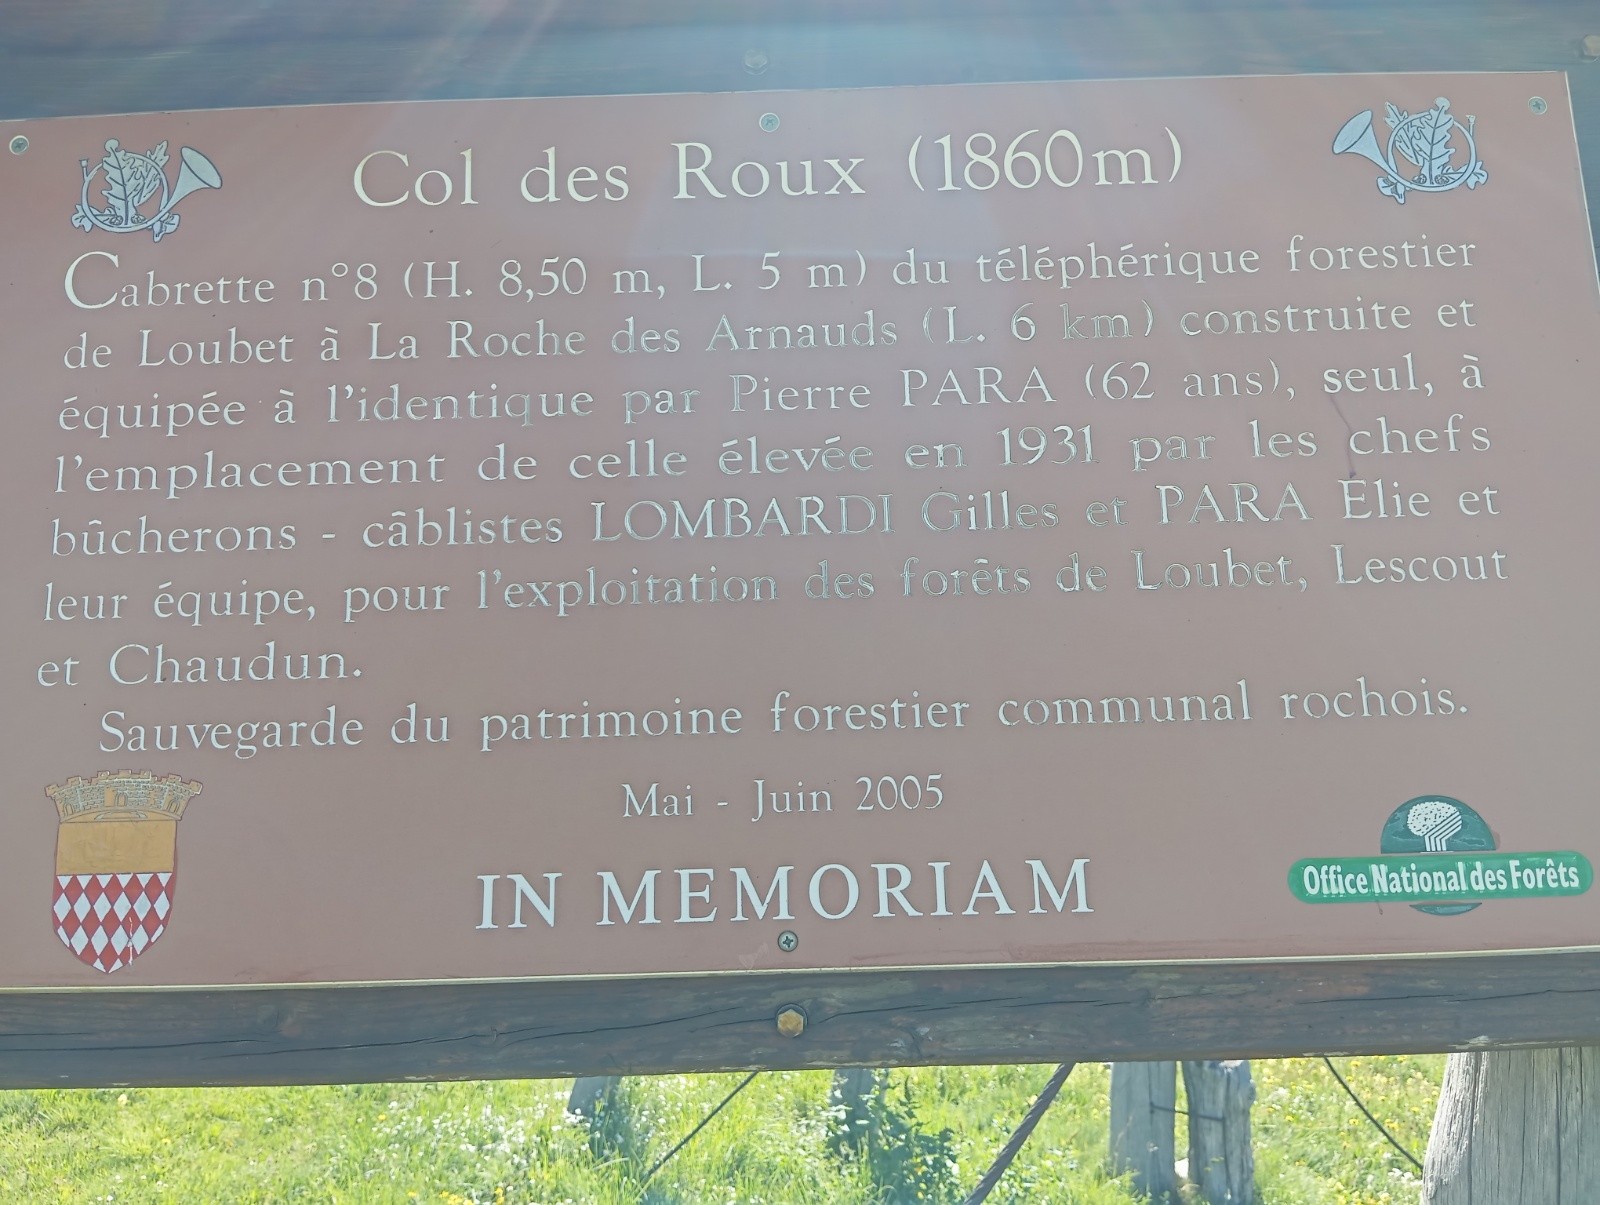 Col des Roux (1860m)
Cabrette n°8 (H. 8,50 m, L. 5 m) du téléphérique forestier
de Loubet à La Roche des Arnauds (L. 6 km) construite et
équipée à l'identique par Pierre PARA (62 ans), seul, à
l'emplacement de celle élevée en 1931 par les chefs
bûcherons - câblistes LOMBARDI Gilles et PARA Elie et
leur équipe, pour l'exploitation des forêts de Loubet, Lescout
et Chaudun.
Sauvegarde du patrimoine forestier communal rochois.
Mai - Juin 2005
IN MEMORIAM
Office National des Forêts